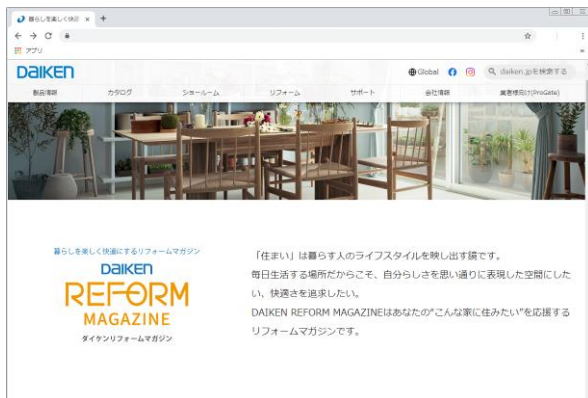 暮らしを楽しく快適
アプリ
DAIKEN
Global
daiken.jpを検索する
製品情報
カタログ
ショールーム
リフォーム
サポート
会社情報
業者様向け(ProGate)
暮らしを楽しく快適にするリフォームマガジン
DAIKEN
REFORM
MAGAZINE
ダイケンリフォームマガジン
「住まい」は暮らす人のライフスタイルを映し出す鏡です。
毎日生活する場所だからこそ、自分らしさを思い通りに表現した空間にした
い、快適さを追求したい。
DAIKEN REFORM MAGAZINEはあなたの“こんな家に住みたい”を応援する
リフォームマガジンです。